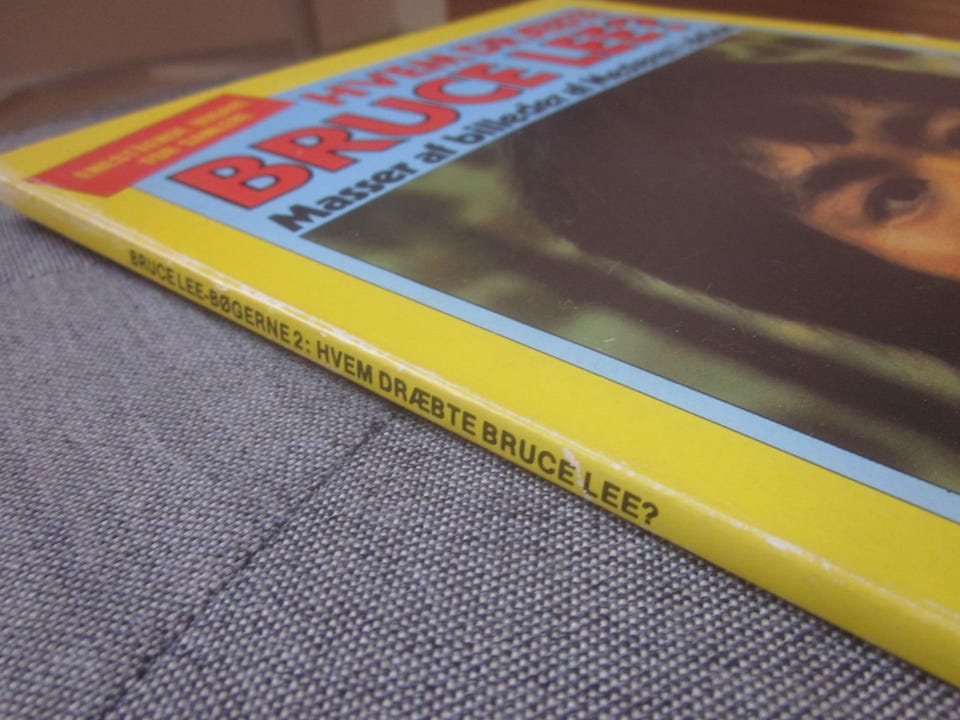 HVEM DRÆBTE
BRUCE LEE?
Masser af billeder af
BRUCE LEE-BØGERNE 2: HVEM DRÆBTE BRUCE LEE?